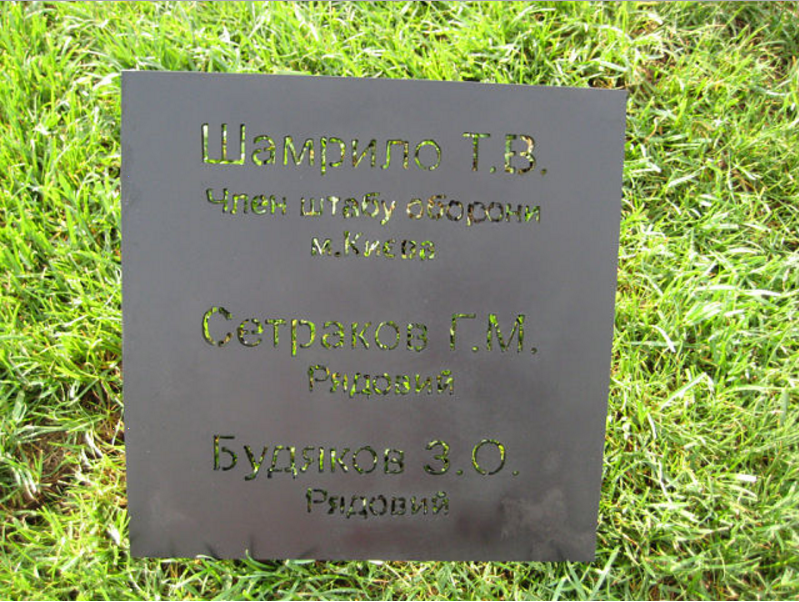 Шамрило Т.В.
Член штабу оборони
м.Києва
Сетраков Г.М.
Рядовий
Будяков З.О.
Рядовий